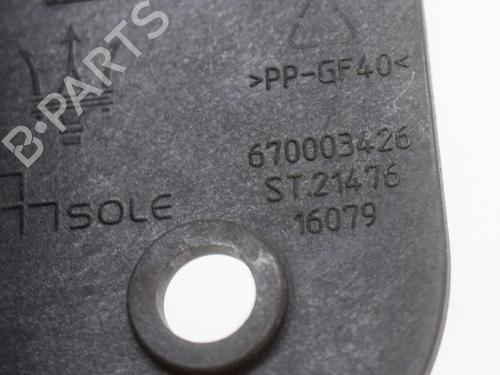 B-PARTS
>PP-GF40<
670003426
ST.21476
16079
SOLE